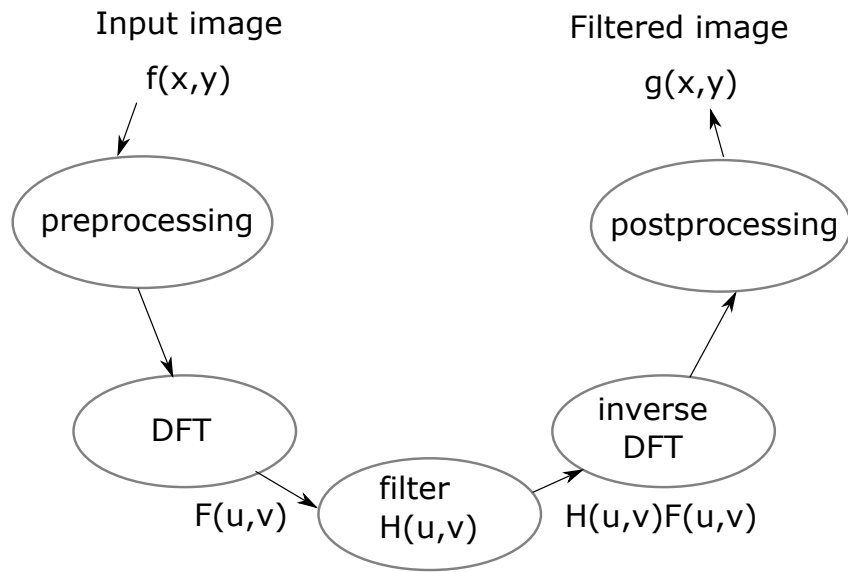 Input image
f(x,y)
preprocessing
DFT
F(u,v)
filter
H(u,v)
H(u,v)F(u,v)
inverse
DFT
postprocessing
Filtered image
g(x,y)